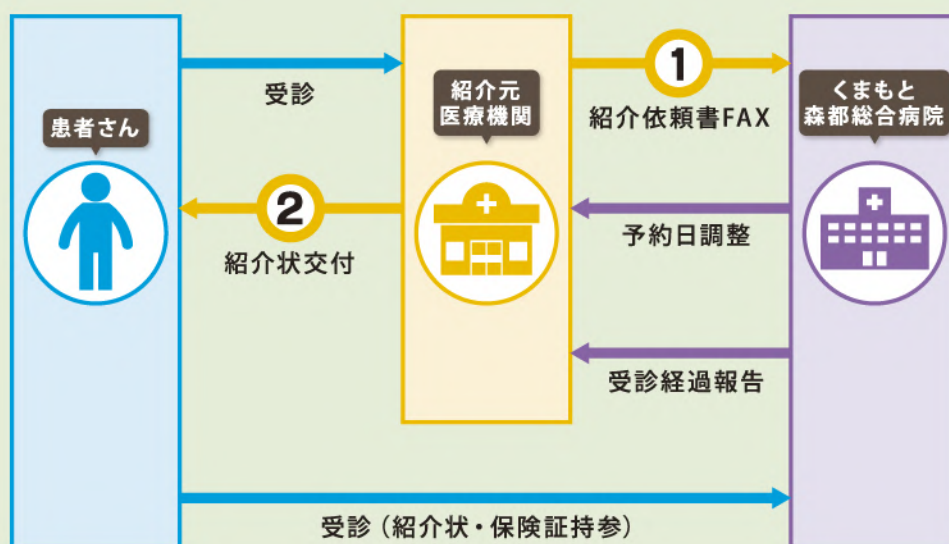 患者さん
受診
紹介元
医療機関
1
紹介依頼書FAX
くまもと
森都総合病院
2
紹介状交付
予約日調整
受診経過報告
受診（紹介状・保険証持参）